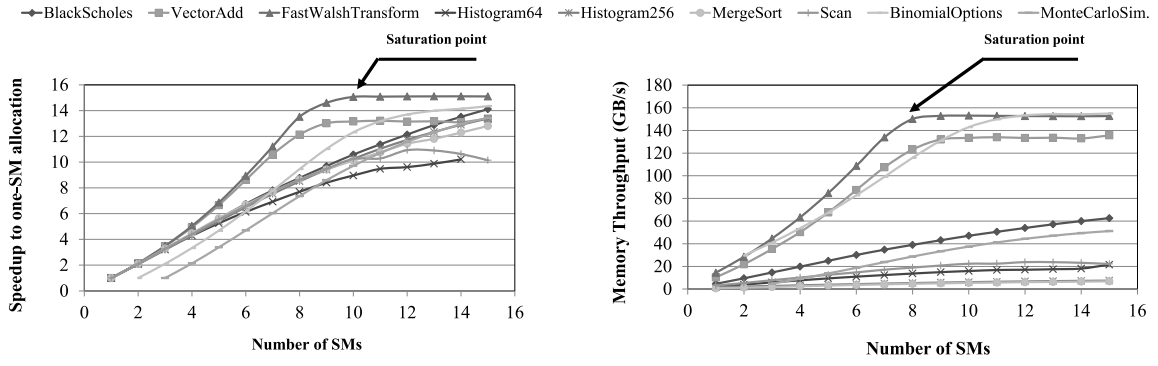 BlackScholes VectorAdd FastWalshTransform Histogram64 Histogram256 MergeSort Scan BinomialOptions MonteCarloSim.
Saturation point
Speedup to one-SM allocation
16
14
12
10
8
6
4
2
0
0 2 4 6 8 10 12 14 16
Number of SMs
Saturation point
Memory Throughput (GB/s)
180
160
140
120
100
80
60
40
20
0
0 2 4 6 8 10 12 14 16
Number of SMs